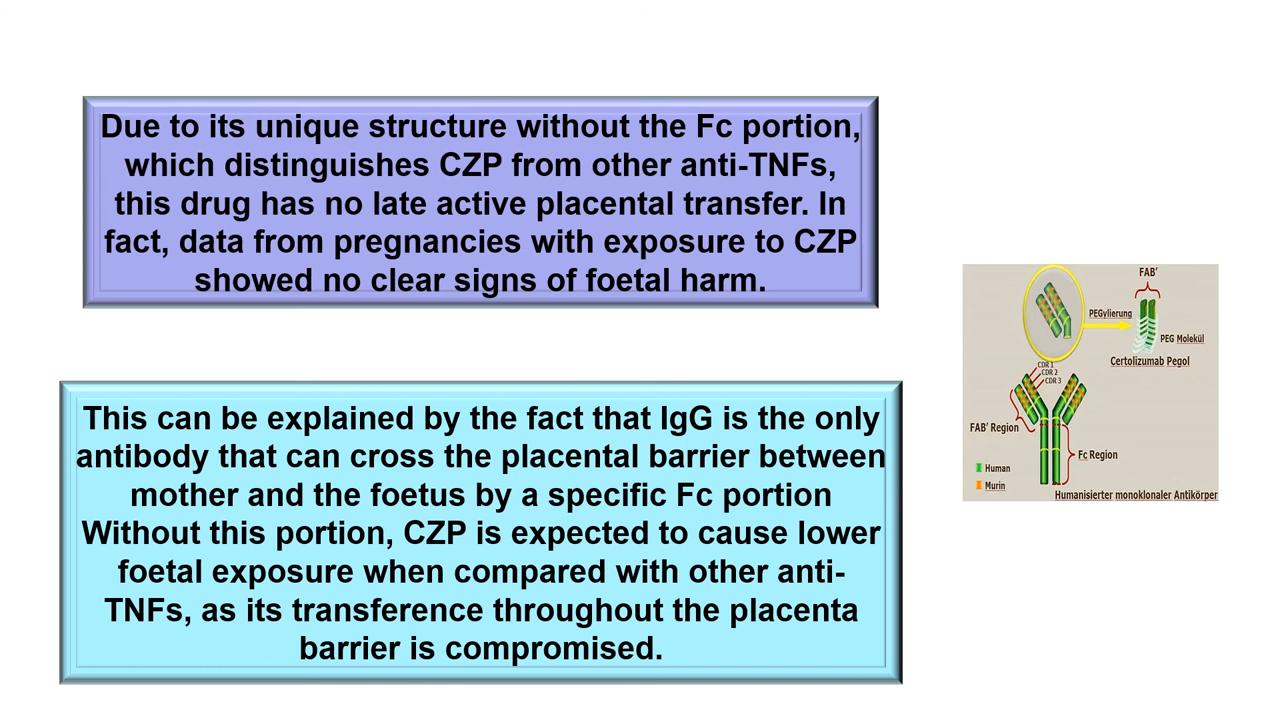 Due to its unique structure without the Fc portion,
which distinguishes CZP from other anti-TNFs,
this drug has no late active placental transfer. In
fact, data from pregnancies with exposure to CZP
showed no clear signs of foetal harm.
This can be explained by the fact that IgG is the only
antibody that can cross the placental barrier between
mother and the foetus by a specific Fc portion
Without this portion, CZP is expected to cause lower
foetal exposure when compared with other anti-
TNFs, as its transference throughout the placenta
barrier is compromised.
FAB'
PEGylierung
PEG Molekül
Certolizumab Pegol
CDR 1
CDR 2
CDR 3
FAB' Region
Fc Region
Human
Murin
Humanisierter monoklonaler Antikörper